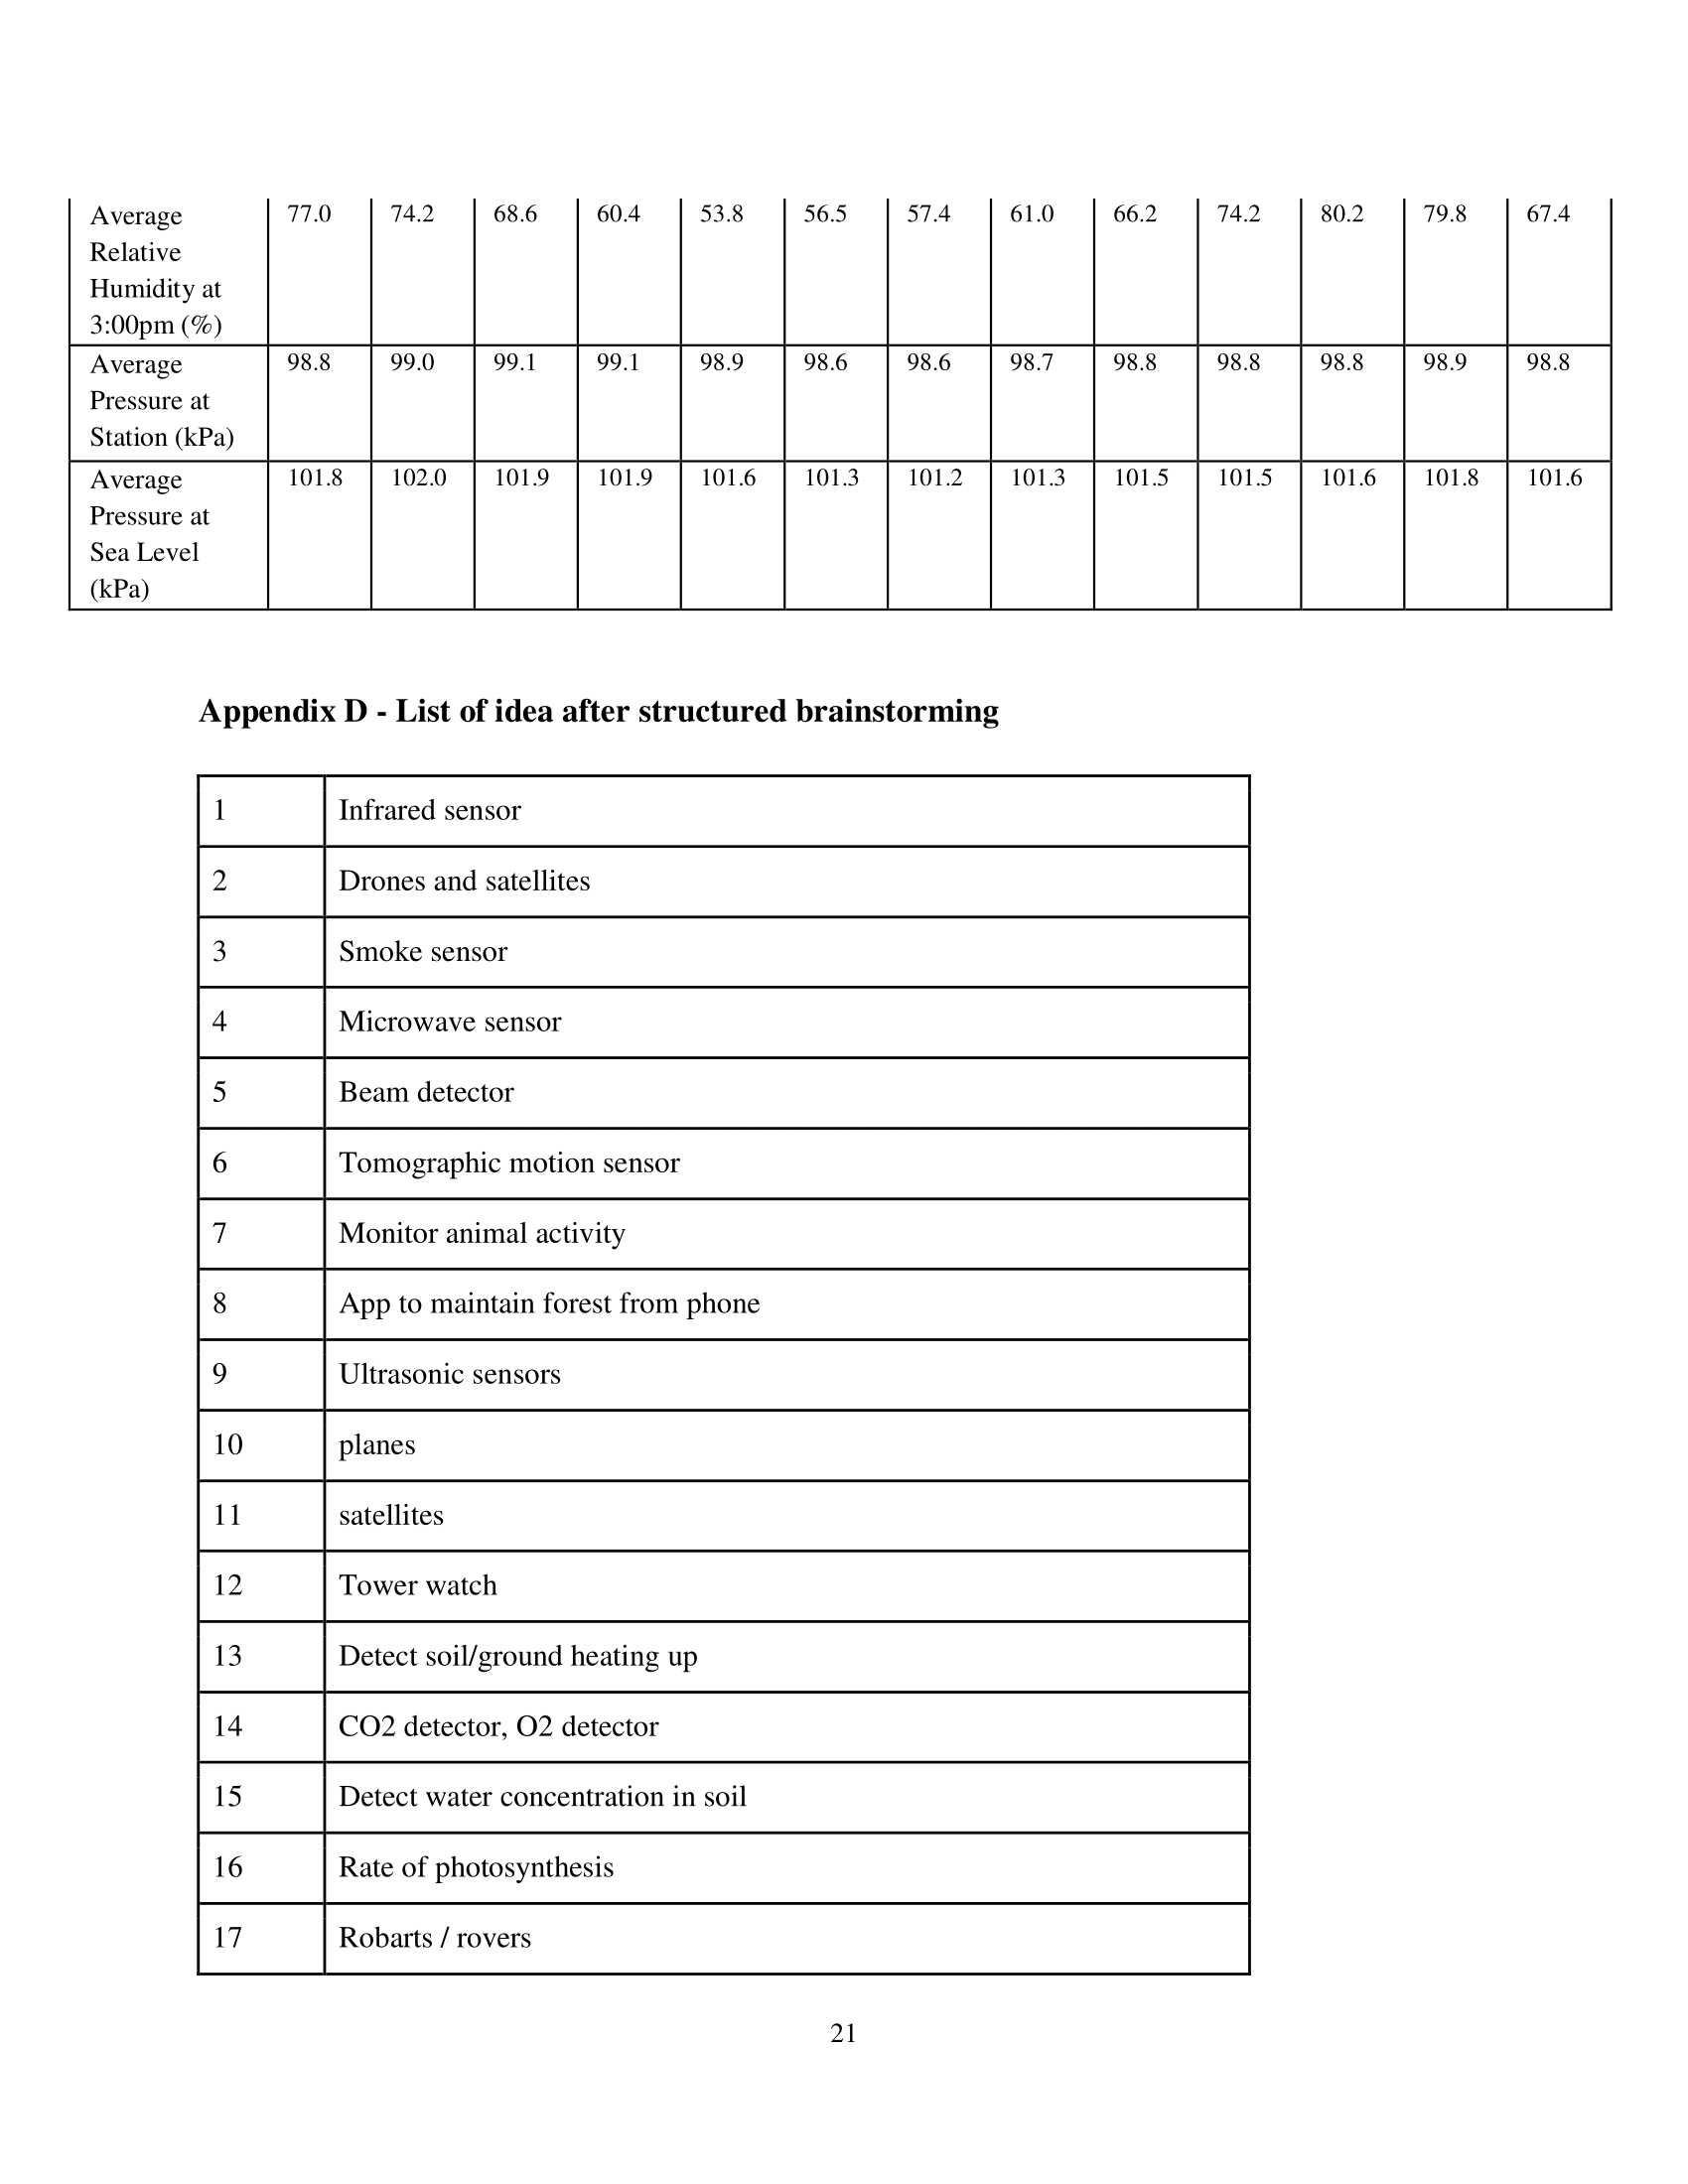 Average 77.0 74.2 68.6 60.4 53.8 56.5 57.4 61.0 66.2 74.2 80.2 79.8 67.4
Relative
Humidity at
3:00pm (%)
Average 98.8 99.0 99.1 99.1 98.9 98.6 98.6 98.7 98.8 98.8 98.8 98.9 98.8
Pressure at
Station (kPa)
Average 101.8 102.0 101.9 101.9 101.6 101.3 101.2 101.3 101.5 101.5 101.6 101.8 101.6
Pressure at
Sea Level
(kPa)
Appendix D - List of idea after structured brainstorming
1 Infrared sensor
2 Drones and satellites
3 Smoke sensor
4 Microwave sensor
5 Beam detector
6 Tomographic motion sensor
7 Monitor animal activity
8 App to maintain forest from phone
9 Ultrasonic sensors
10 planes
11 satellites
12 Tower watch
13 Detect soil/ground heating up
14 CO2 detector, O2 detector
15 Detect water concentration in soil
16 Rate of photosynthesis
17 Robarts / rovers
21